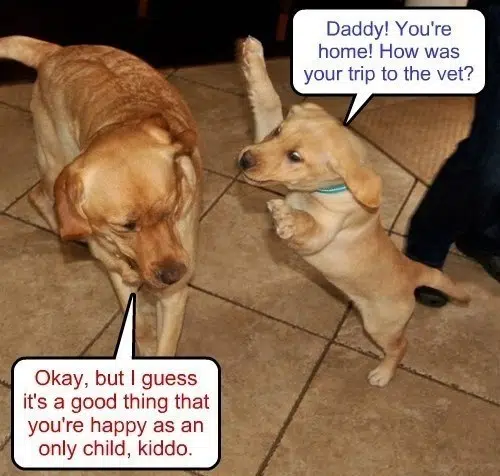 Daddy! You're
home! How was
your trip to the vet?
Okay, but I guess
it's a good thing that
you're happy as an
only child, kiddo.